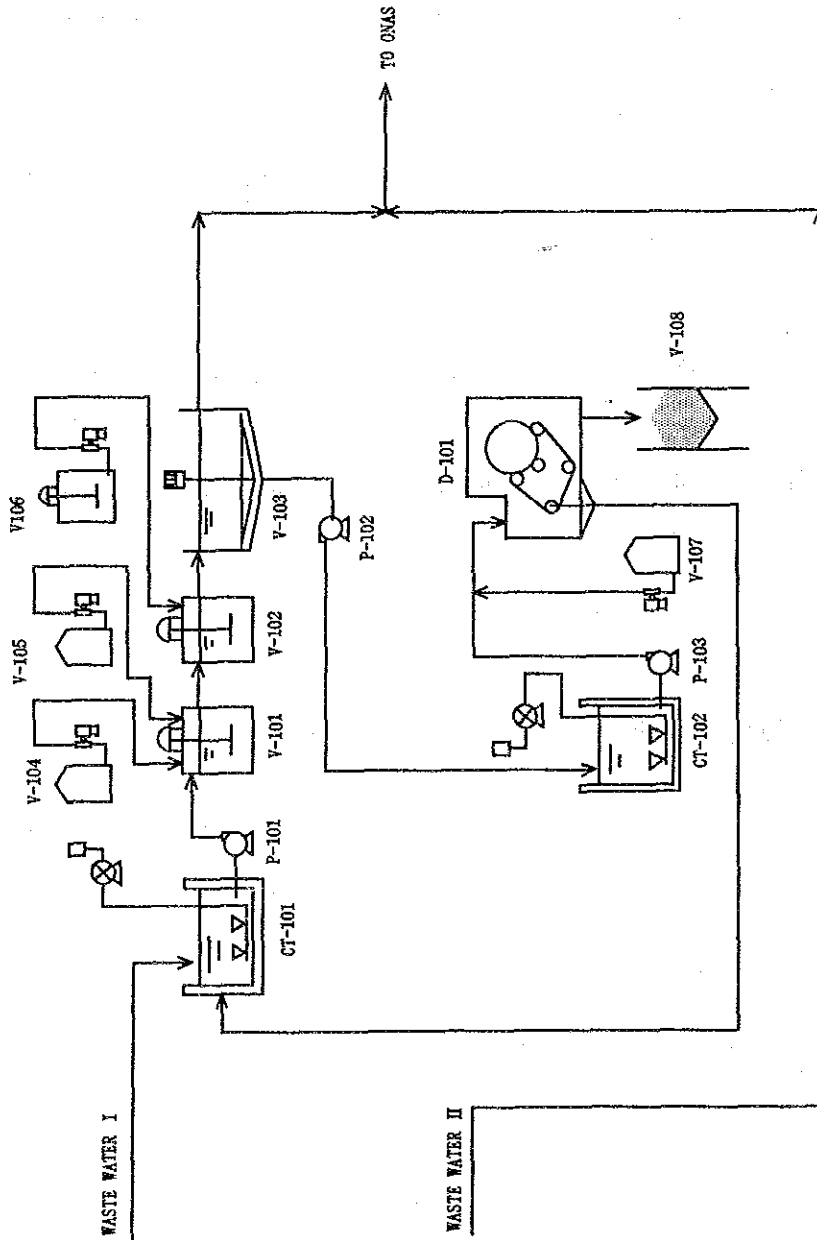 V-104
V-105
V106
CT-101
P-101
V-101
V-102
V-103
P-102
TO ONAS
WASTE WATER I
CT-102
P-103
V-107
D-101
V-108
WASTE WATER II